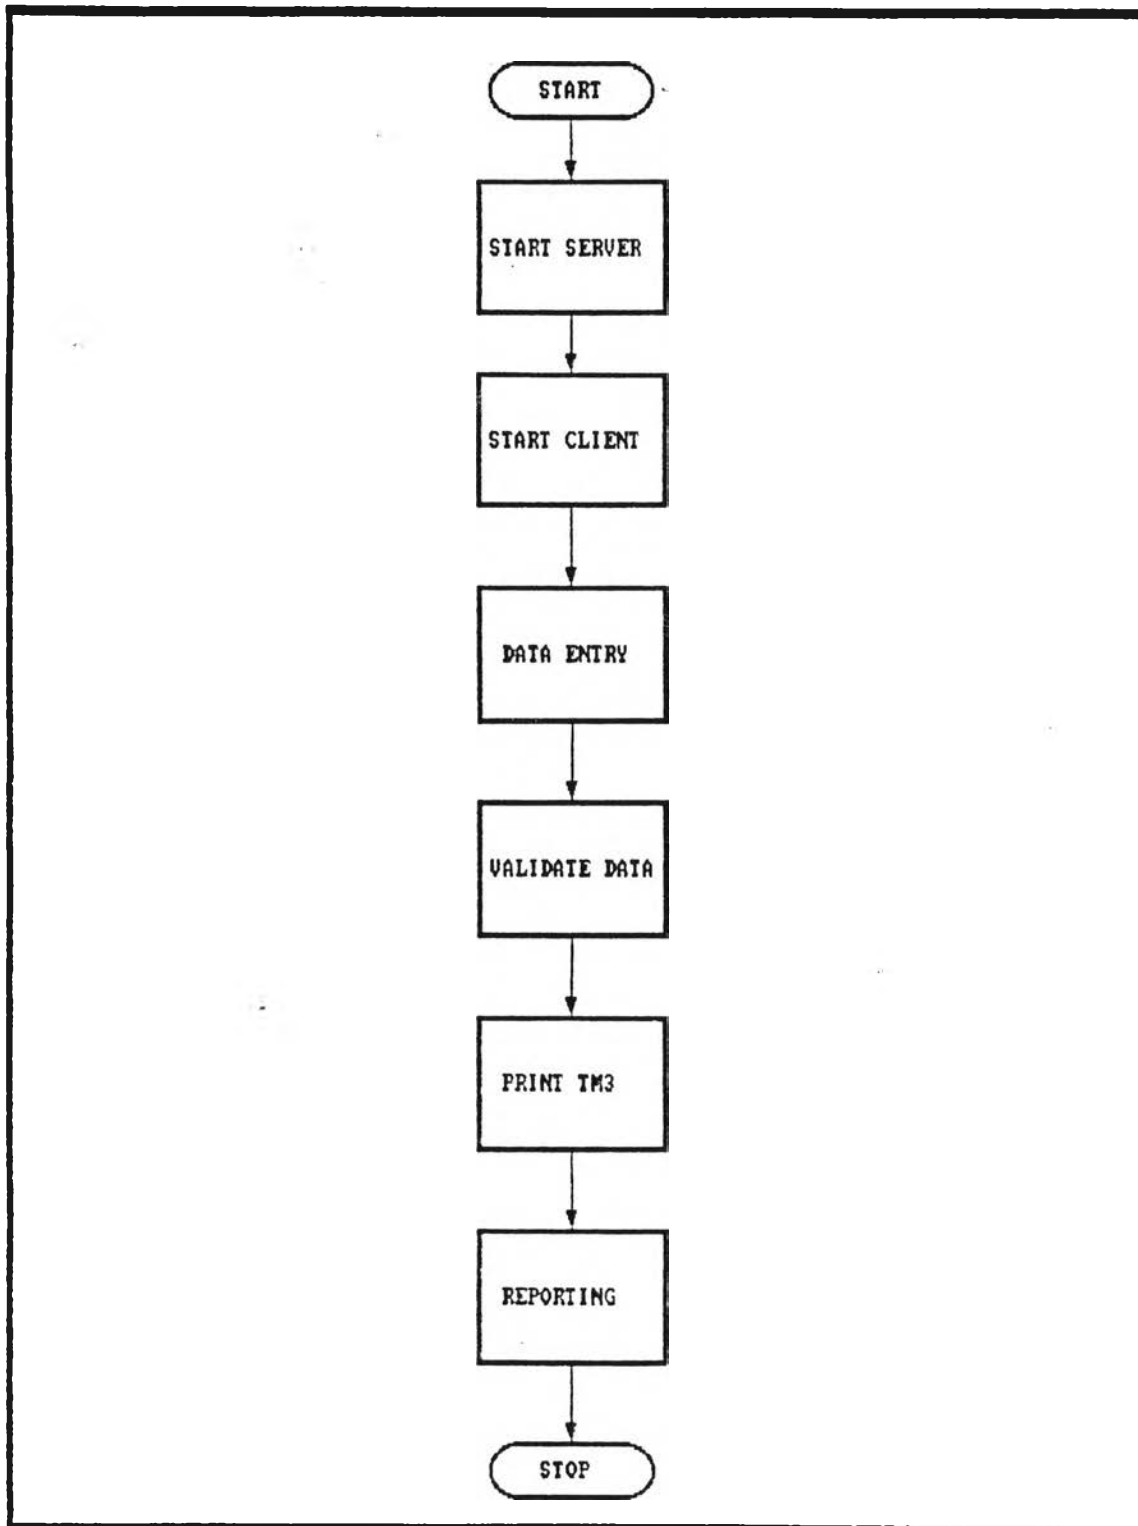 START
START SERVER
START CLIENT
DATA ENTRY
VALIDATE DATA
PRINT TM3
REPORTING
STOP